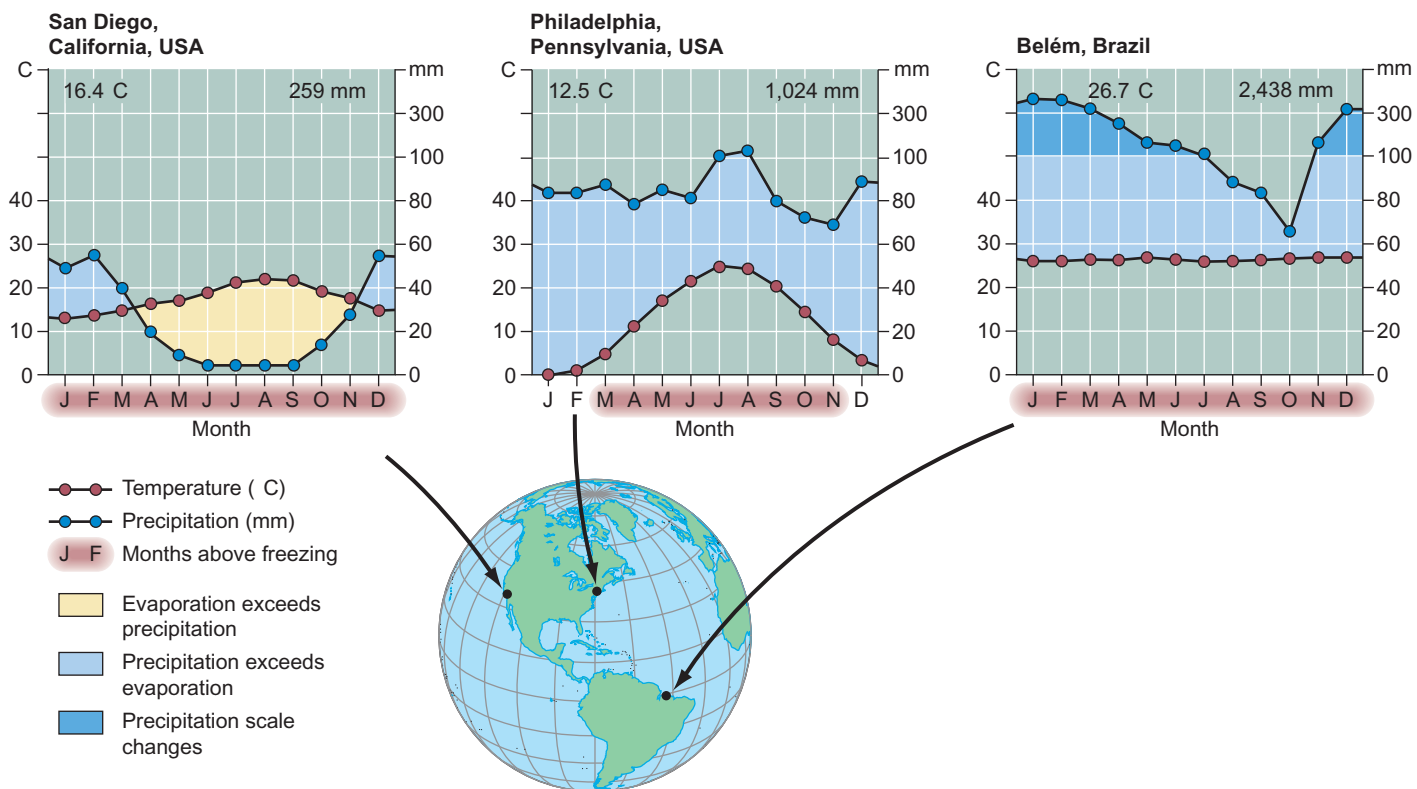 San Diego,
California, USA
C
mm
16.4 C
259 mm
300
100
40
80
30
60
20
40
10
20
0
0
J F M A M J J A S O N D
Month
Philadelphia,
Pennsylvania, USA
C
mm
12.5 C
1,024 mm
300
100
40
80
30
60
20
40
10
20
0
0
J F M A M J J A S O N D
Month
Belém, Brazil
C
mm
26.7 C
2,438 mm
300
100
40
80
30
60
20
40
10
20
0
0
J F M A M J J A S O N D
Month
Temperature ( C)
Precipitation (mm)
J F Months above freezing
Evaporation exceeds
precipitation
Precipitation exceeds
evaporation
Precipitation scale
changes